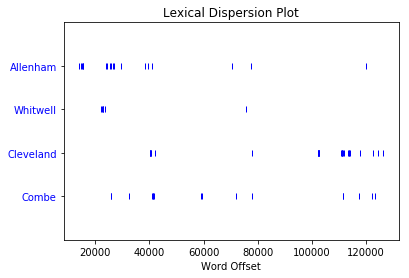 Lexical Dispersion Plot
Allenham
Whitwell
Cleveland
Combe
20000 40000 60000 80000 100000 120000
Word Offset